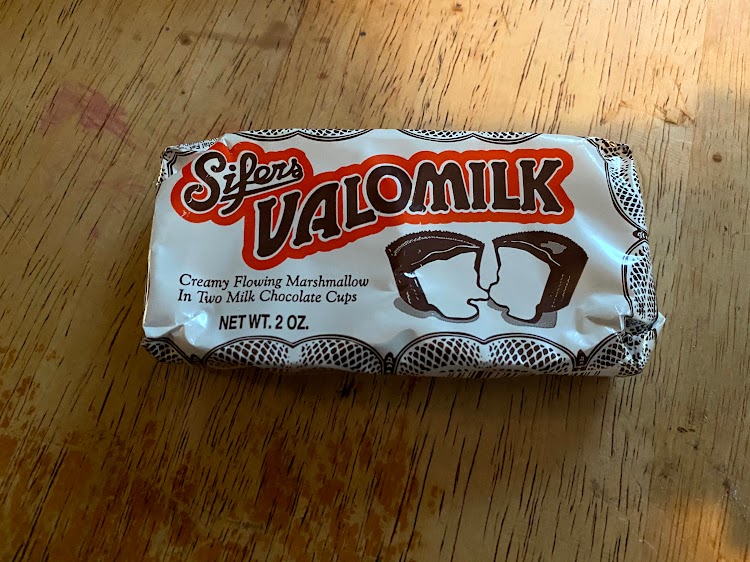 Sifers
VALOMILK
Creamy Flowing Marshmallow
In Two Milk Chocolate Cups
NET WT. 2 OZ.